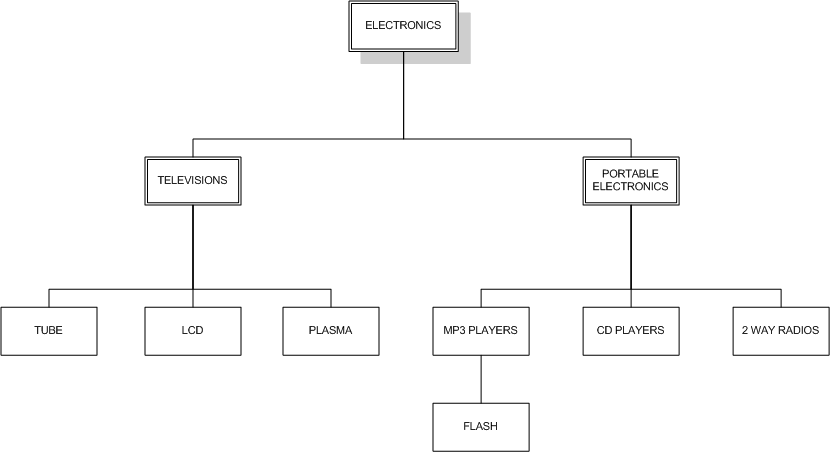 ELECTRONICS
TELEVISIONS
PORTABLE
ELECTRONICS
TUBE
LCD
PLASMA
MP3 PLAYERS
CD PLAYERS
2 WAY RADIOS
FLASH